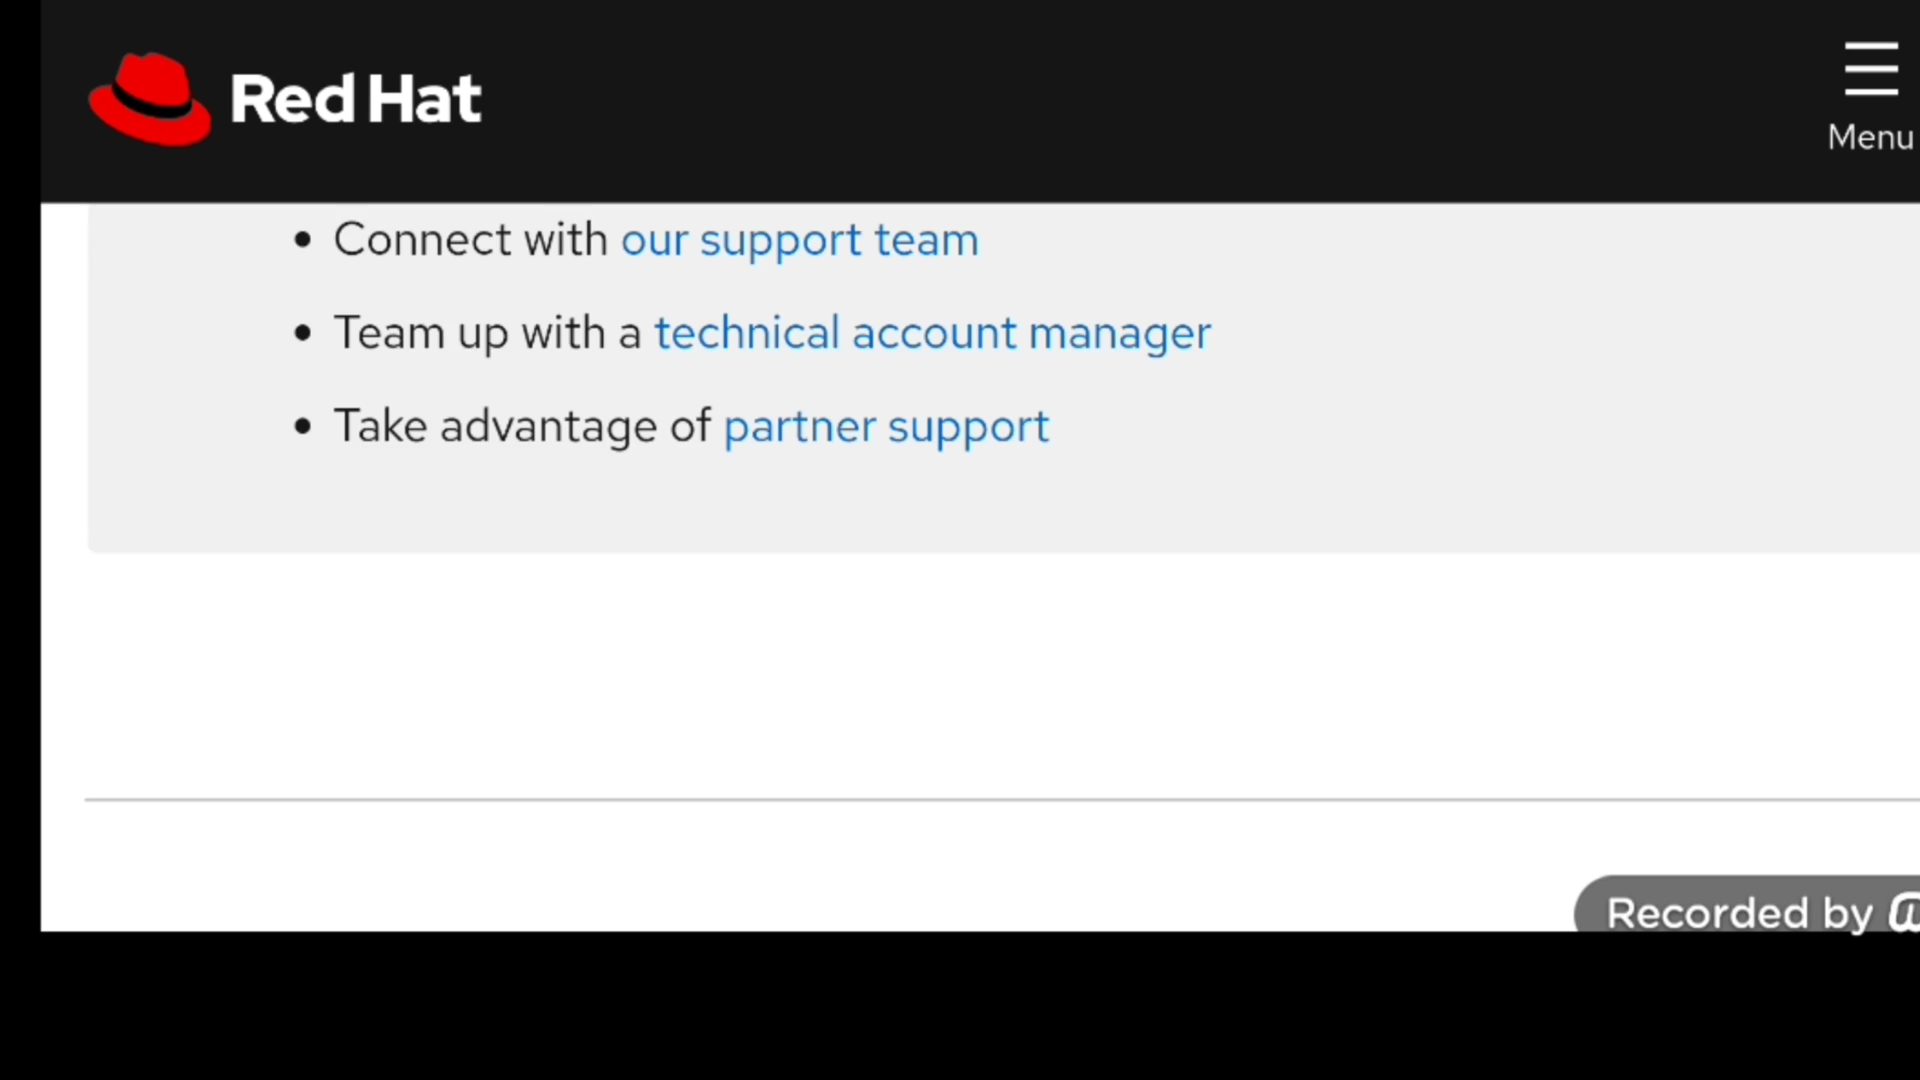 Red Hat
Menu
• Connect with our support team
• Team up with a technical account manager
• Take advantage of partner support
Recorded by @